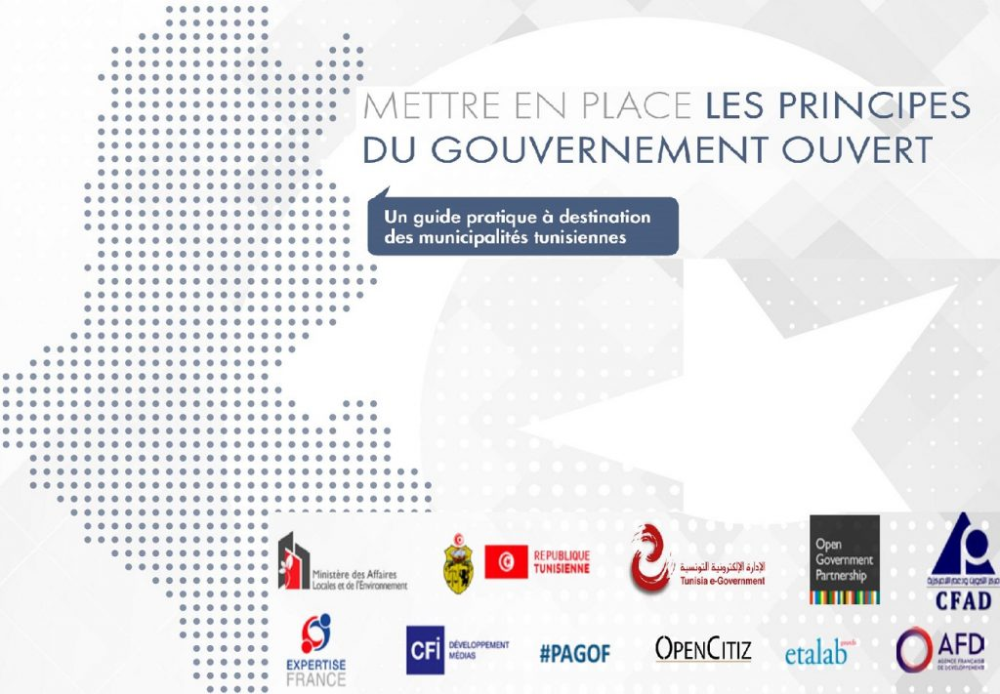 METTRE EN PLACE LES PRINCIPES
DU GOUVERNEMENT OUVERT
Un guide pratique à destination
des municipalités tunisiennes
Ministère des Affaires
Locales et de l'Environnement
REPUBLIQUE
TUNISIENNE
الإدارة الإلكترونية التونسية
Tunisia e-Government
Open
Government
Partnership
CFAD
EXPERTISE
FRANCE
CFi
DÉVELOPPEMENT
MÉDIAS
#PAGOF
OPENCITIZ
etalab
AFD
AGENCE FRANÇAISE
DE DÉVELOPPEMENT